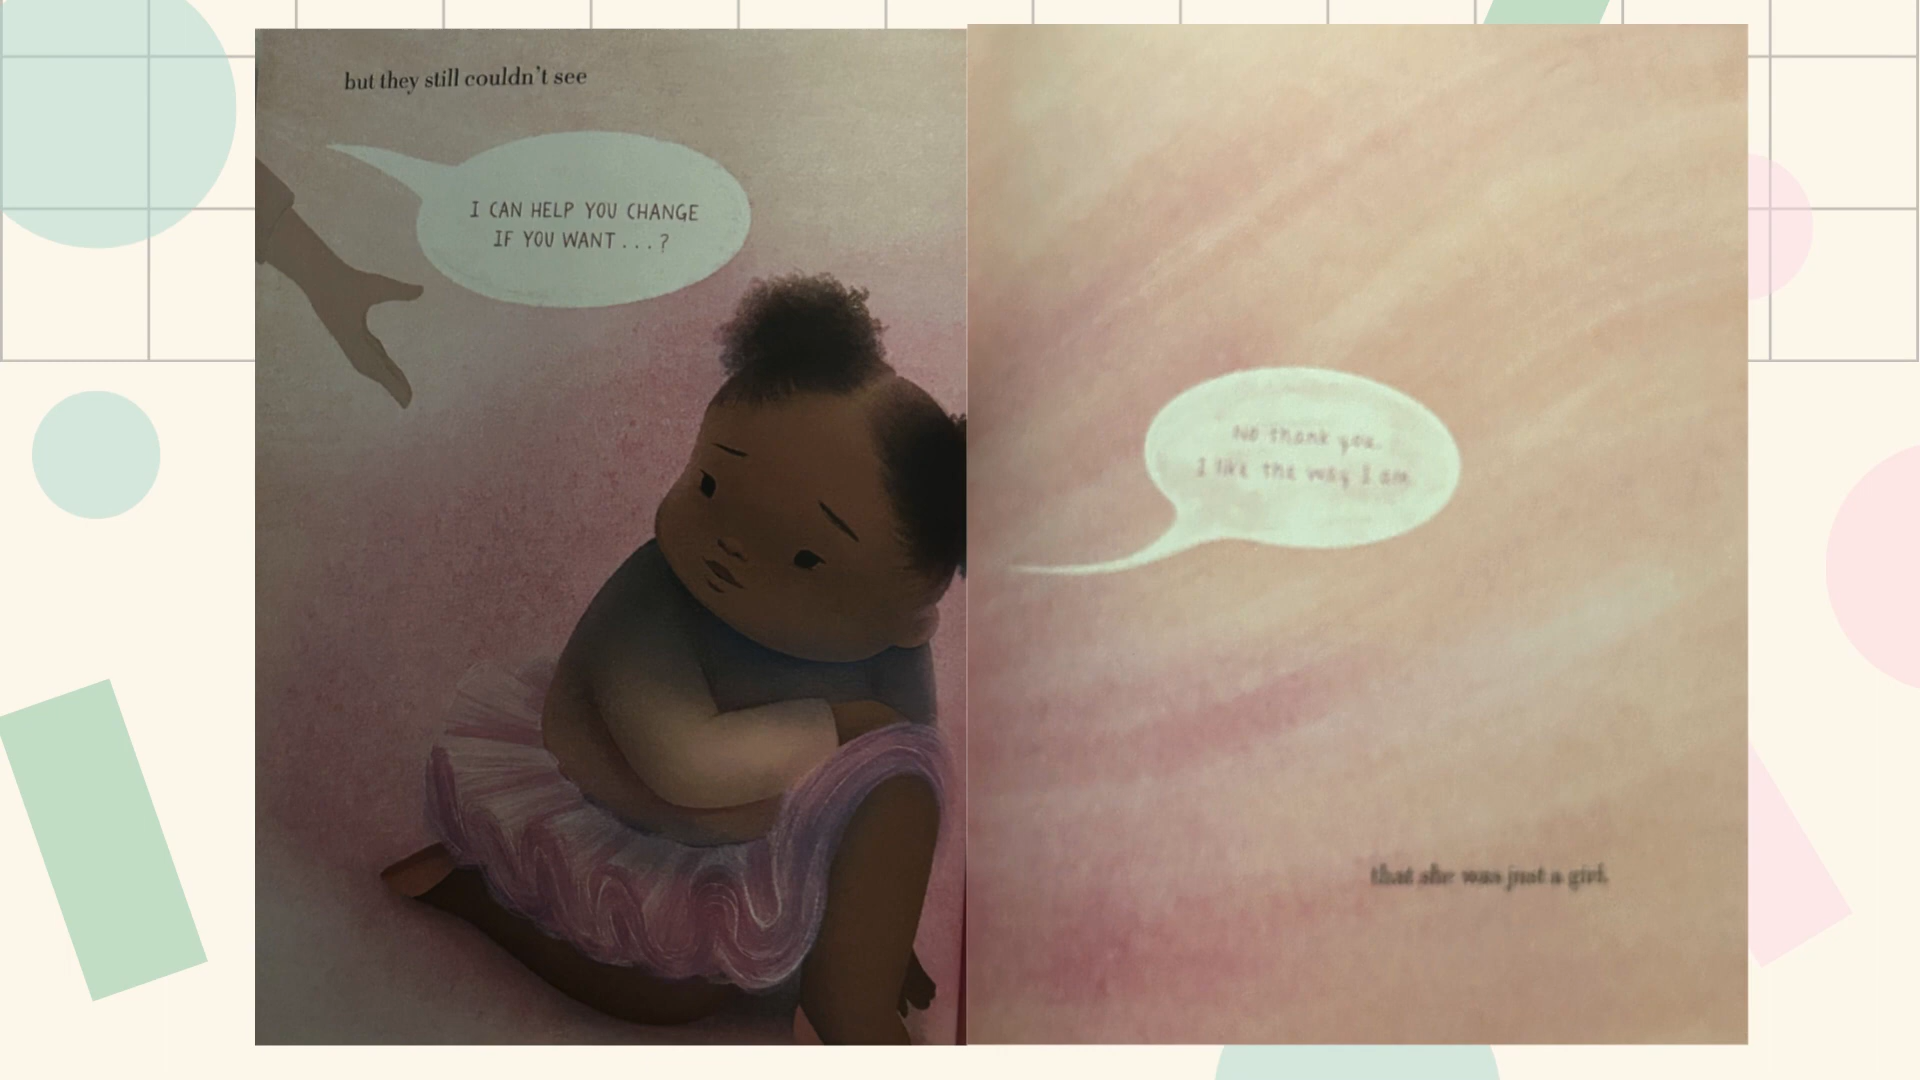 but they still couldn't see
I CAN HELP YOU CHANGE
IF YOU WANT . . . ?
No thank you.
I like the way I am.
that she was just a girl.